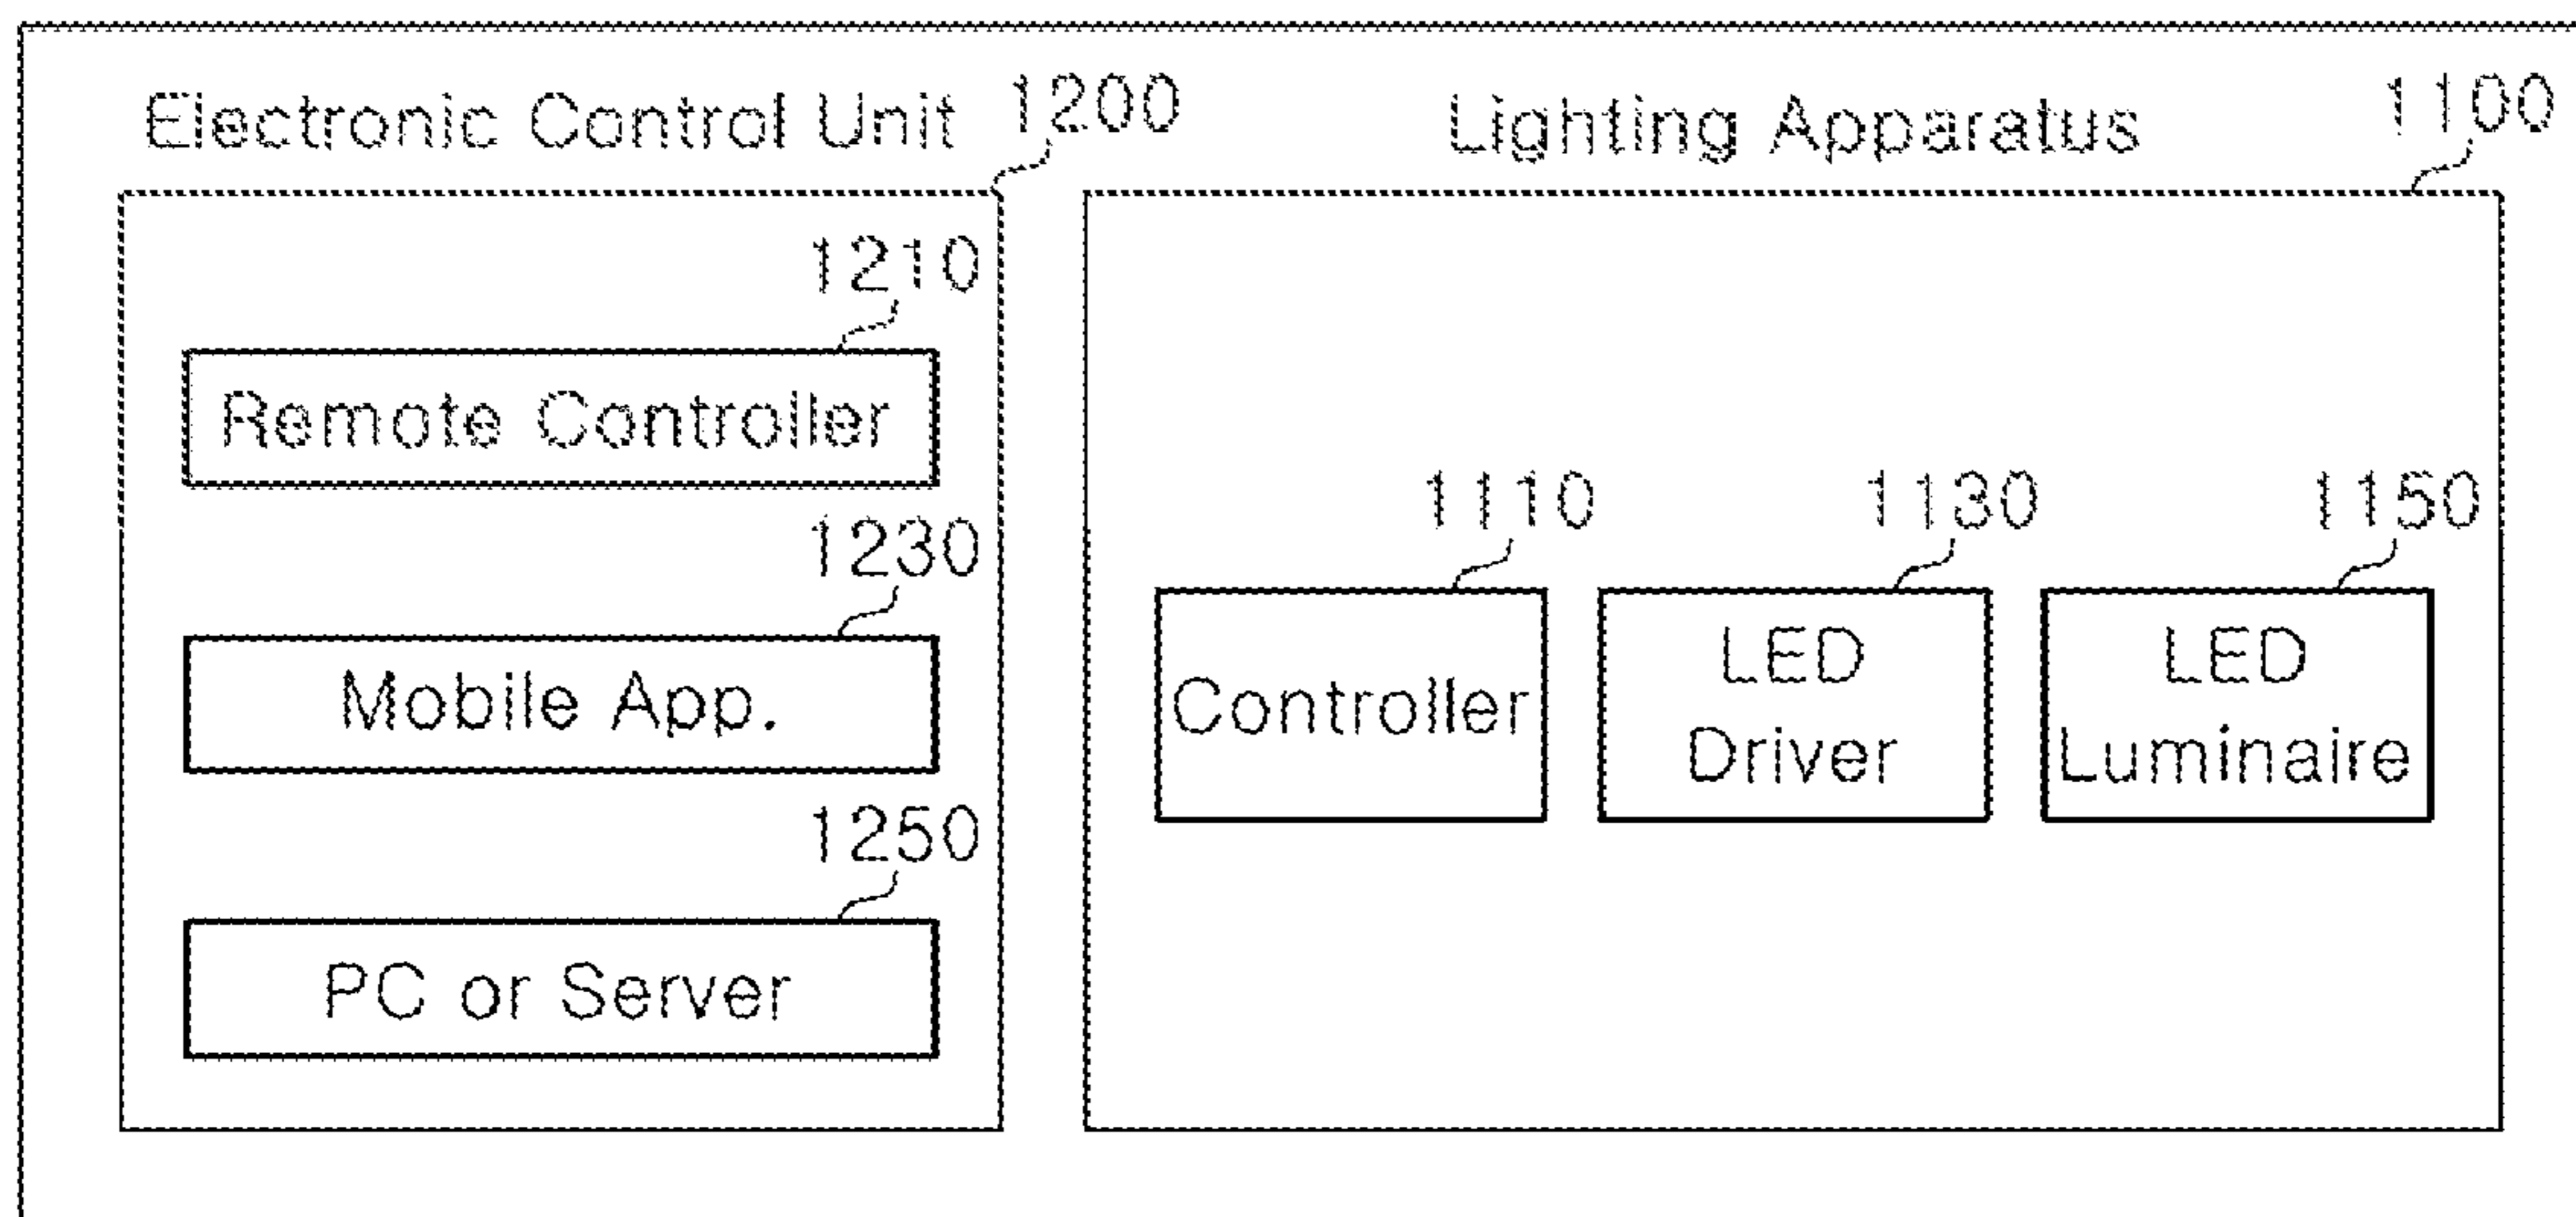 Electronic Control Unit 1200
1210
Remote Controller
1230
Mobile App.
1250
PC or Server
Lighting Apparatus 1100
1110
Controller
1130
LED
Driver
1150
LED
Luminaire